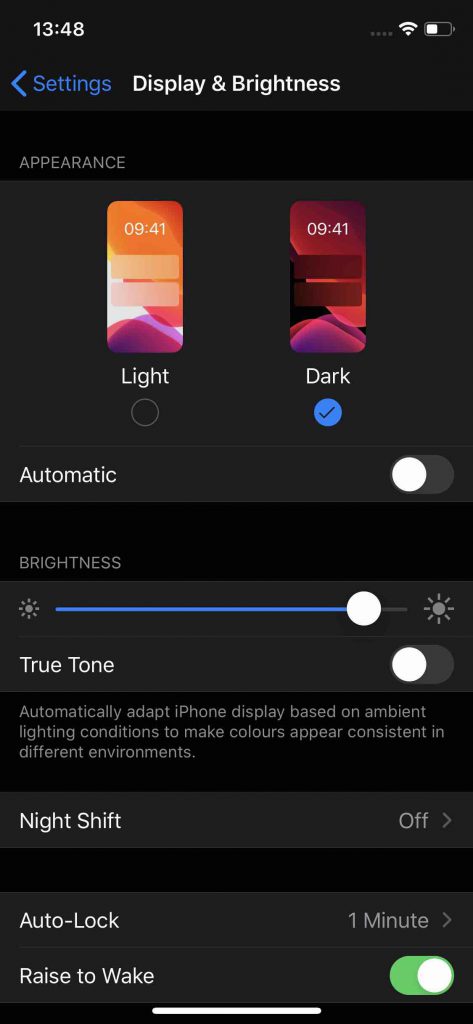 13:48
Settings Display & Brightness
APPEARANCE
09:41 09:41
Light Dark
Automatic
BRIGHTNESS
True Tone
Automatically adapt iPhone display based on ambient
lighting conditions to make colours appear consistent in
different environments.
Night Shift Off
Auto-Lock 1 Minute
Raise to Wake